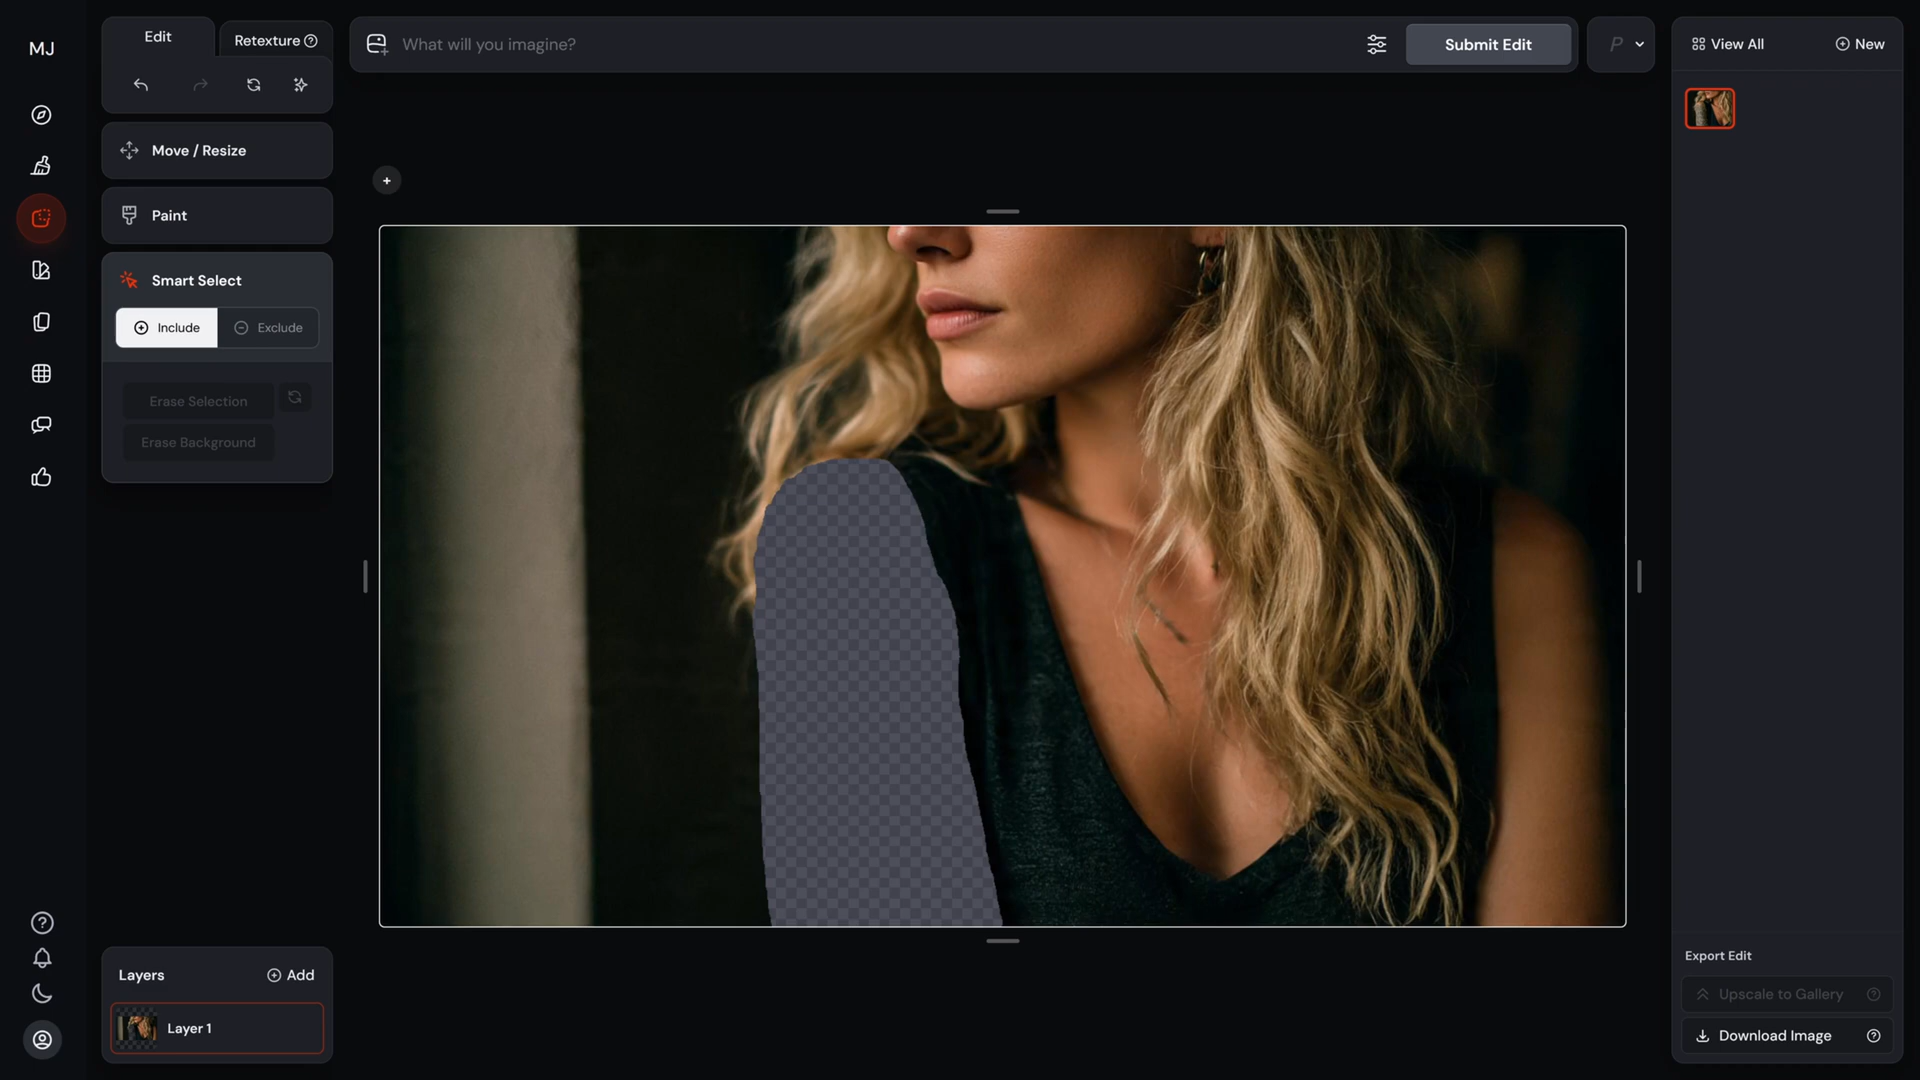 MJ
Edit
Retexture
What will you imagine?
Submit Edit
P
View All
New
Move / Resize
Paint
Smart Select
Include
Exclude
Erase Selection
Erase Background
Layers
Add
Layer 1
Export Edit
Upscale to Gallery
Download Image